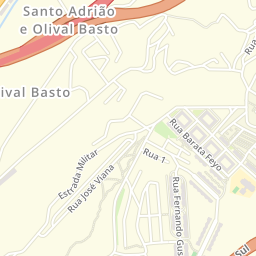 Santo Adrião
e Olival Basto
ival Basto
Rua Barata Feyo
Estrada Militar
Rua José Viana
Rua 1
Rua Fernando Gus
sul